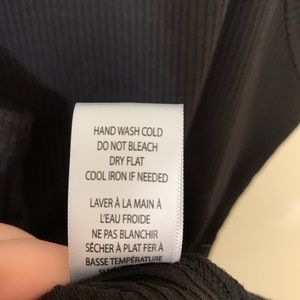 HAND WASH COLD
DO NOT BLEACH
DRY FLAT
COOL IRON IF NEEDED
LAVER À LA MAIN À
L'EAU FROIDE
NE PAS BLANCHIR
SÉCHER À PLAT FER À
BASSE TEMPÉRATURE